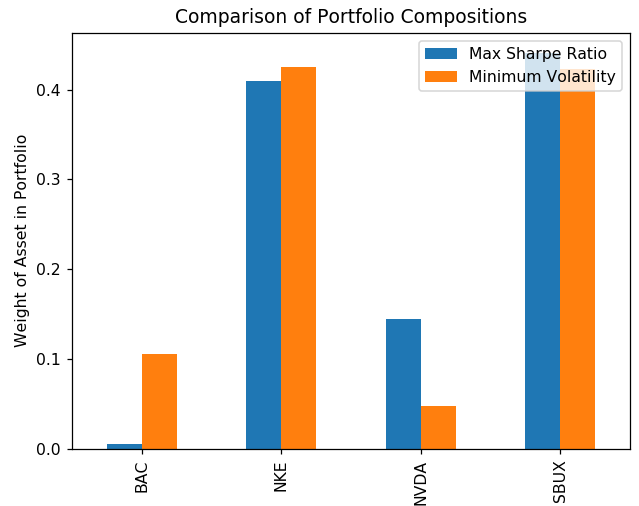 Comparison of Portfolio Compositions
Max Sharpe Ratio
Minimum Volatility
Weight of Asset in Portfolio
0.4
0.3
0.2
0.1
0.0
BAC
NKE
NVDA
SBUX